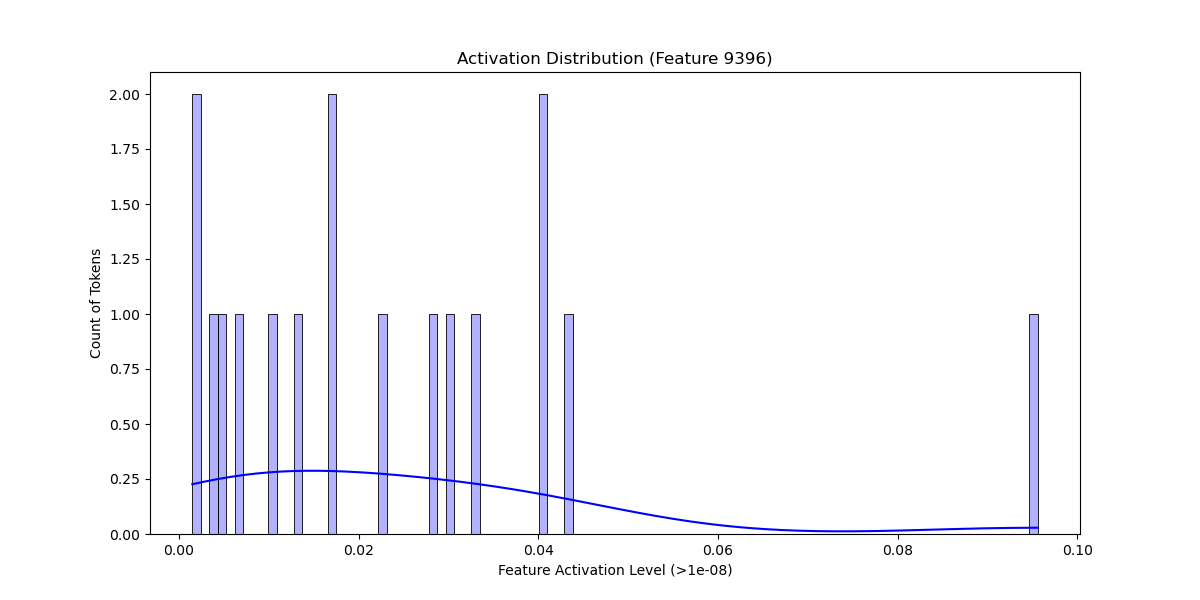 Activation Distribution (Feature 9396)
Count of Tokens
2.00
1.75
1.50
1.25
1.00
0.75
0.50
0.25
0.00
0.00 0.02 0.04 0.06 0.08 0.10
Feature Activation Level (>1e-08)